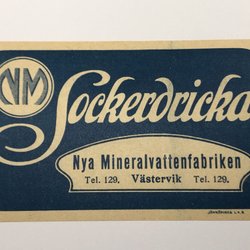 NM
Sockerdricka
Nya Mineralvattenfabriken
Tel. 129. Västervik Tel. 129.